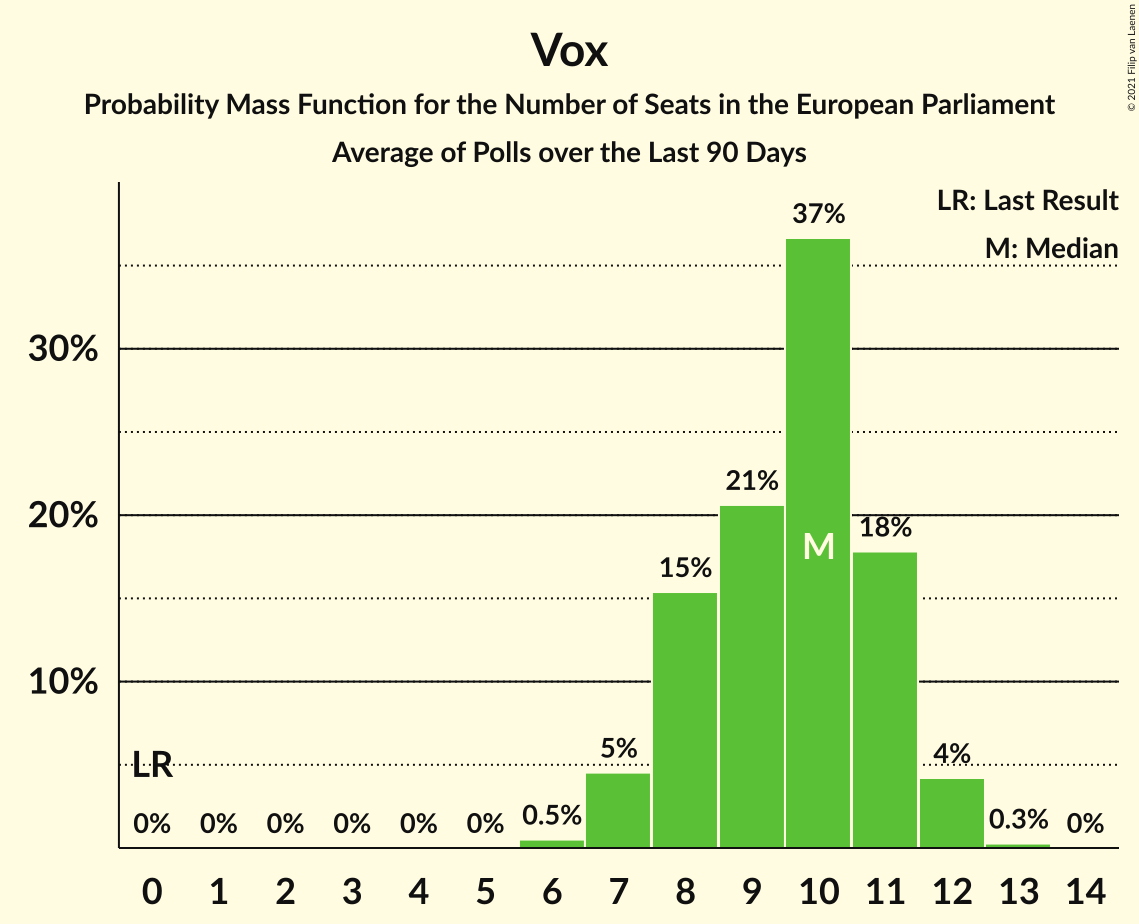 Vox
Probability Mass Function for the Number of Seats in the European Parliament
Average of Polls over the Last 90 Days
© 2021 Filip van Laenen
LR: Last Result
M: Median
37%
30%
21%
20%
18%
M
15%
10%
LR
5%
4%
0% 0% 0% 0% 0% 0% 0.5% 0.3% 0%
0 1 2 3 4 5 6 7 8 9 10 11 12 13 14